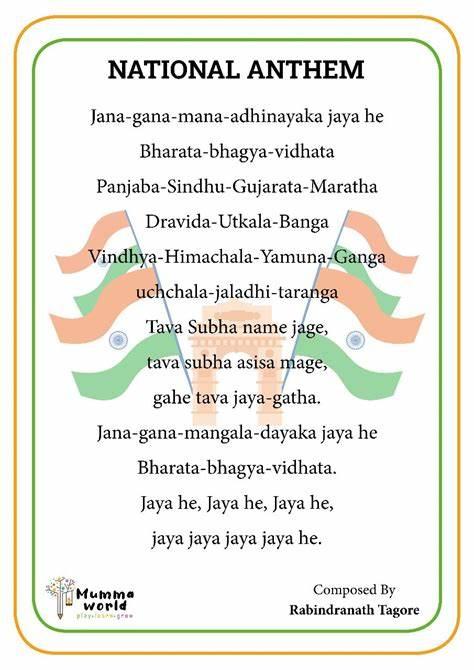 NATIONAL ANTHEM
Jana-gana-mana-adhinayaka jaya he
Bharata-bhagya-vidhata
Panjaba-Sindhu-Gujarata-Maratha
Dravida-Utkala-Banga
Vindhya-Himachala-Yamuna-Ganga
uchchala-jaladhi-taranga
Tava Subha name jage,
tava subha asisa mage,
gahe tava jaya-gatha.
Jana-gana-mangala-dayaka jaya he
Bharata-bhagya-vidhata.
Jaya he, Jaya he, Jaya he,
jaya jaya jaya jaya he.
Mumma
world
play-learn-grow
Composed By
Rabindranath Tagore